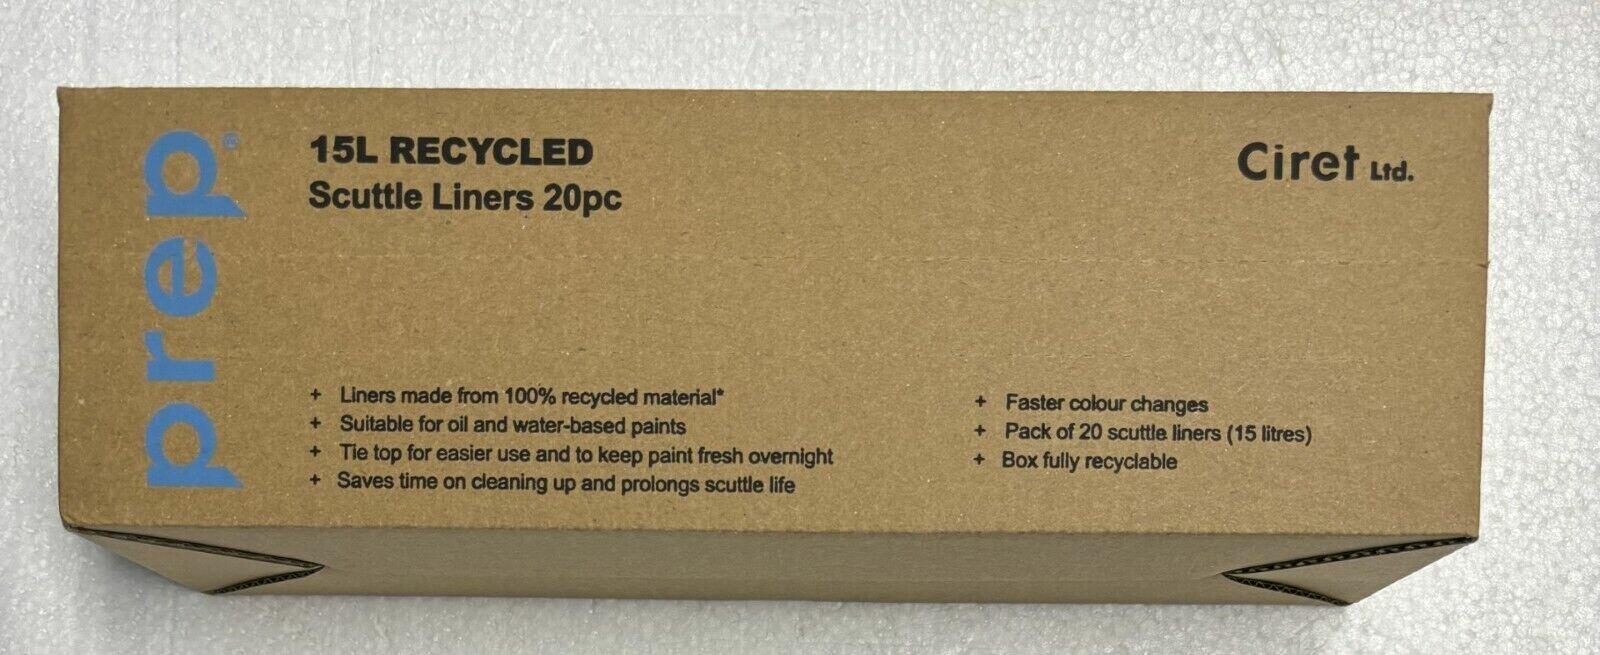 prep®
15L RECYCLED
Scuttle Liners 20pc
Ciret Ltd.
+ Liners made from 100% recycled material*
+ Suitable for oil and water-based paints
+ Tie top for easier use and to keep paint fresh overnight
+ Saves time on cleaning up and prolongs scuttle life
+ Faster colour changes
+ Pack of 20 scuttle liners (15 litres)
+ Box fully recyclable